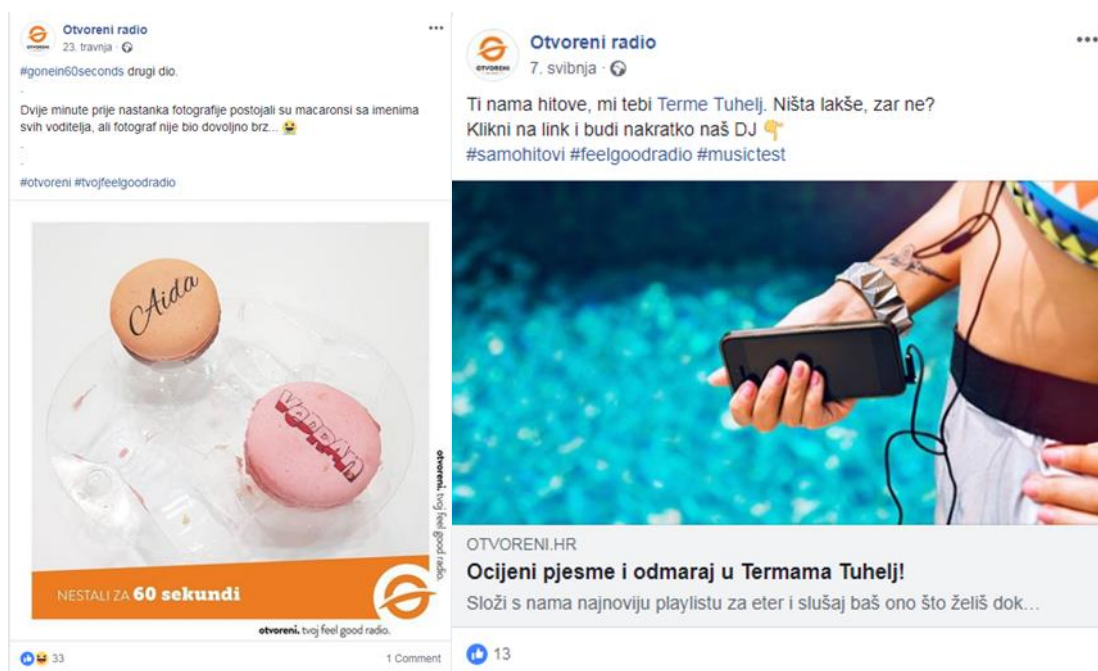 Otvoreni radio
OTVORENI
23. travnja
#gonein60seconds drugi dio.
.
Dvije minute prije nastanka fotografije postojali su macaronsi sa imenima
svih voditelja, ali fotograf nije bio dovoljno brz...
.
.
#otvoreni #tvojfeelgoodradio
Aida
VEDRAN
otvoreni. tvoj feel good radio.
NESTALI ZA 60 sekundi
otvoreni. tvoj feel good radio.
33
1 Comment
Otvoreni radio
OTVORENI
7. svibnja
Ti nama hitove, mi tebi Terme Tuhelj. Ništa lakše, zar ne?
Klikni na link i budi nakratko naš DJ
#samohitovi #feelgoodradio #musictest
OTVORENI.HR
Ocijeni pjesme i odmaraj u Termama Tuhelj!
Složi s nama najnoviju playlistu za eter i slušaj baš ono što želiš dok...
13